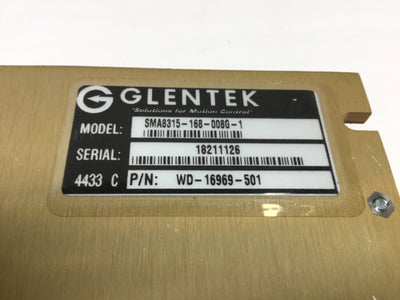 GLENTEK
"Solutions for Motion Control"
MODEL: SMA8315-168-008G-1
SERIAL: 18211126
4433 C P/N: WD-16969-501